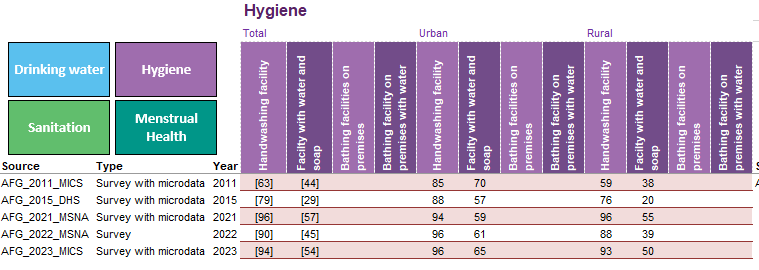 Hygiene
Total Urban Rural
Drinking water Hygiene
Sanitation Menstrual Health
Handwashing facility
Facility with water and soap
Bathing facilities on premises
Bathing facility on premises with water
Handwashing facility
Facilty with water and soap
Bathing facilities on premises
Bathing facility on premises with water
Handwashing facility
Facility with water and soap
Bathing facilities on premises
Bathing facility on premises with water
Source Type Year S
AFG_2011_MICS Survey with microdata 2011 [63] [44] 85 70 59 38 A
AFG_2015_DHS Survey with microdata 2015 [79] [29] 88 57 76 20
AFG_2021_MSNA Survey with microdata 2021 [96] [57] 94 59 96 55
AFG_2022_MSNA Survey 2022 [90] [45] 96 61 88 39
AFG_2023_MICS Survey with microdata 2023 [94] [54] 96 65 93 50